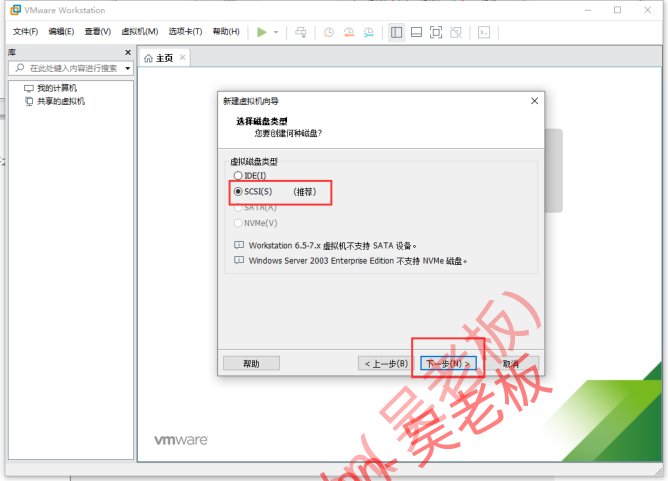 VMware Workstation
文件(F) 编辑(E) 查看(V) 虚拟机(M) 选项卡(T) 帮助(H)
库
在此处键入内容进行搜索
我的计算机
共享的虚拟机
主页
新建虚拟机向导
选择磁盘类型
您要创建何种磁盘?
虚拟磁盘类型
IDE(I)
SCSI(S) (推荐)
SATA(A)
NVMe(V)
Workstation 6.5-7.x 虚拟机不支持 SATA 设备。
Windows Server 2003 Enterprise Edition 不支持 NVMe 磁盘。
帮助
< 上一步(B)
下一步(N) >
取消
vmware
吴老板)
吴老板